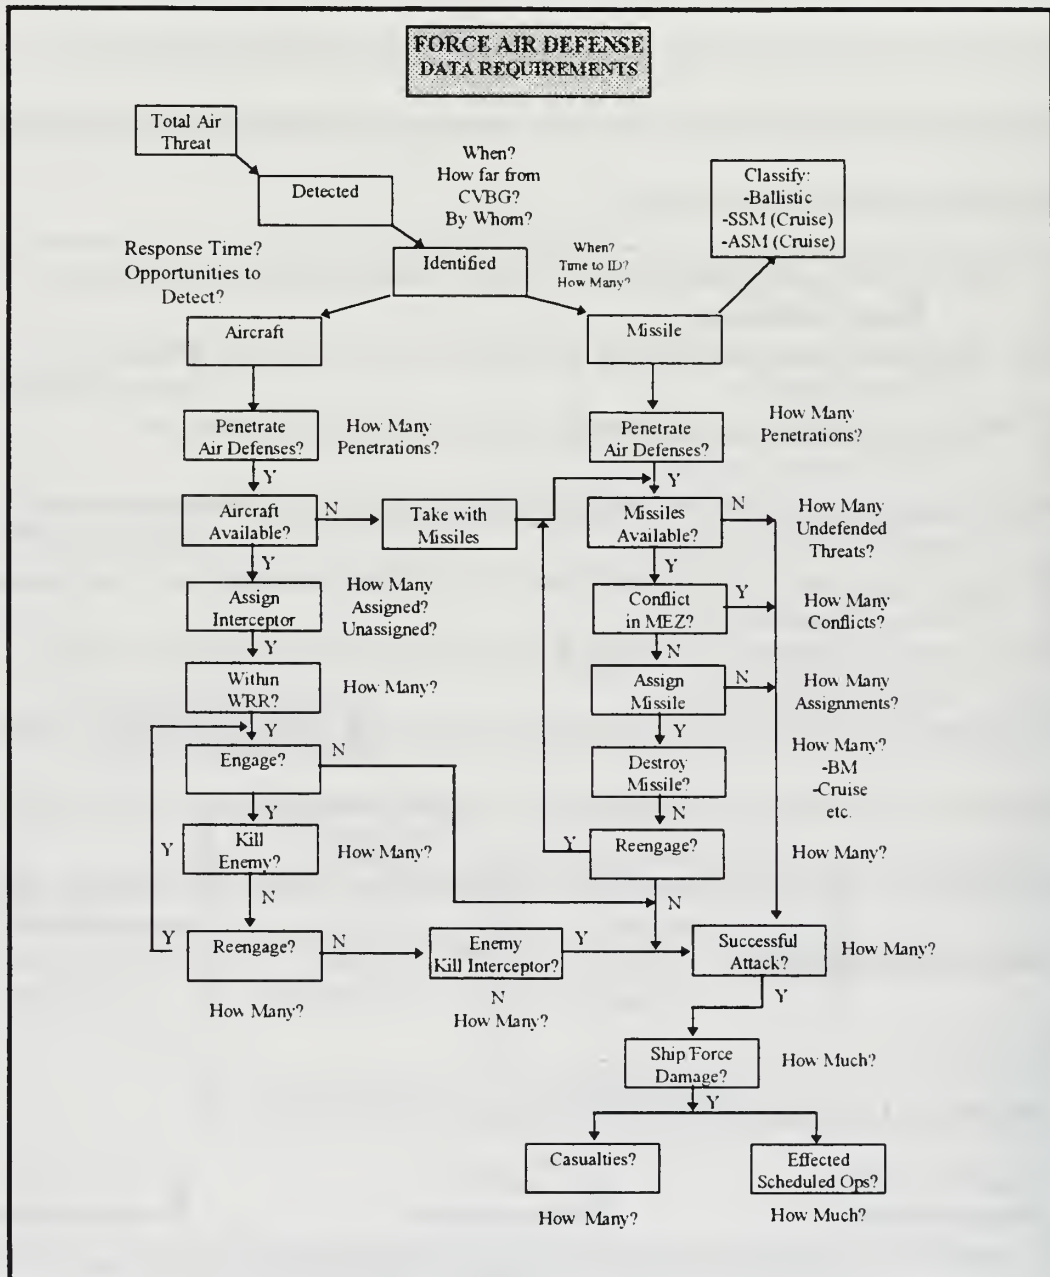 FORCE AIR DEFENSE
DATA REQUIREMENTS
Total Air
Threat
Detected
When?
How far from
CVBG?
By Whom?
Classify:
-Ballistic
-SSM (Cruise)
-ASM (Cruise)
Response Time?
Opportunities to
Detect?
Identified
When?
Time to ID?
How Many?
Aircraft
Missile
Penetrate
Air Defenses?
How Many
Penetrations?
Penetrate
Air Defenses?
How Many
Penetrations?
Y
Y
Aircraft
Available?
N
Take with
Missiles
Missiles
Available?
N
How Many
Undefended
Threats?
Y
Y
Assign
Interceptor
How Many
Assigned?
Unassigned?
Conflict
in MEZ?
Y
How Many
Conflicts?
Y
N
Within
WRR?
How Many?
Assign
Missile
N
How Many
Assignments?
Y
Y
Engage?
N
Destroy
Missile?
How Many?
-BM
-Cruise
etc.
Y
N
Kill
Enemy?
How Many?
Y
Y
Reengage?
How Many?
N
N
Y
Reengage?
N
Enemy
Kill Interceptor?
Y
Successful
Attack?
How Many?
How Many?
N
How Many?
Y
Ship Force
Damage?
How Much?
Y
Casualties?
Effected
Scheduled Ops?
How Many?
How Much?